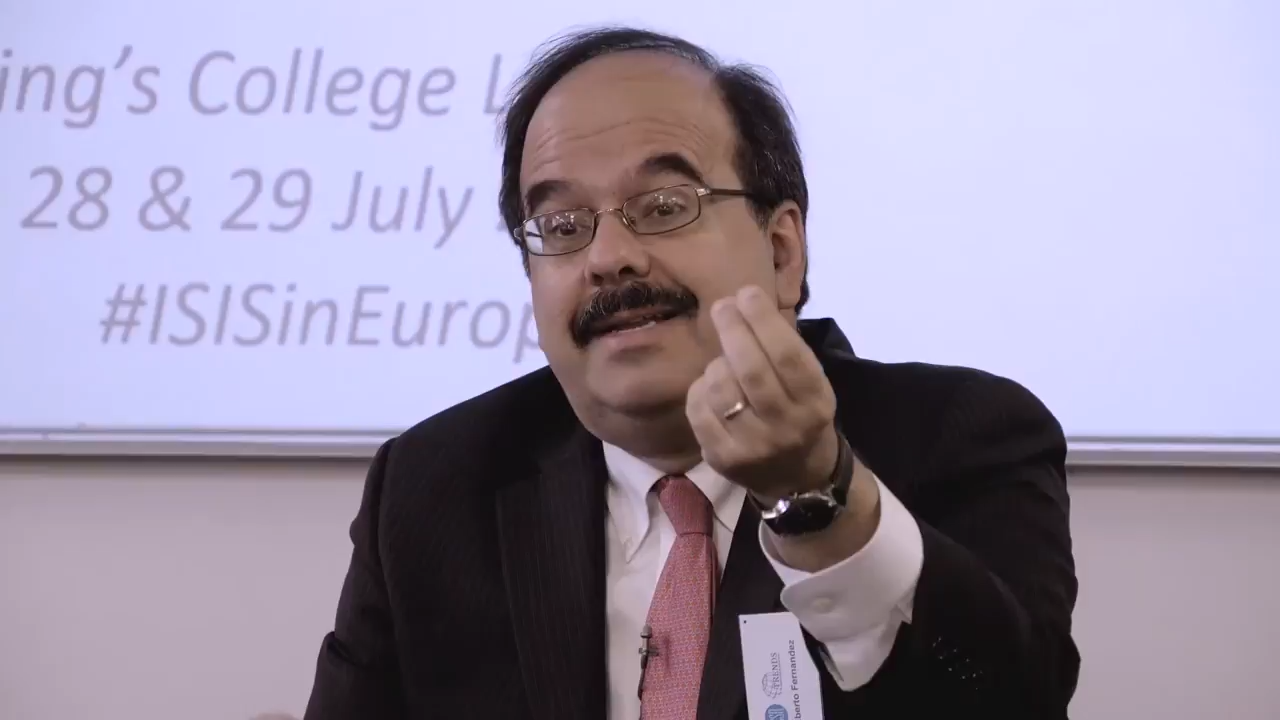 ing's College L
28 & 29 July
#ISISinEurop
TRENDS
berto Fernandez